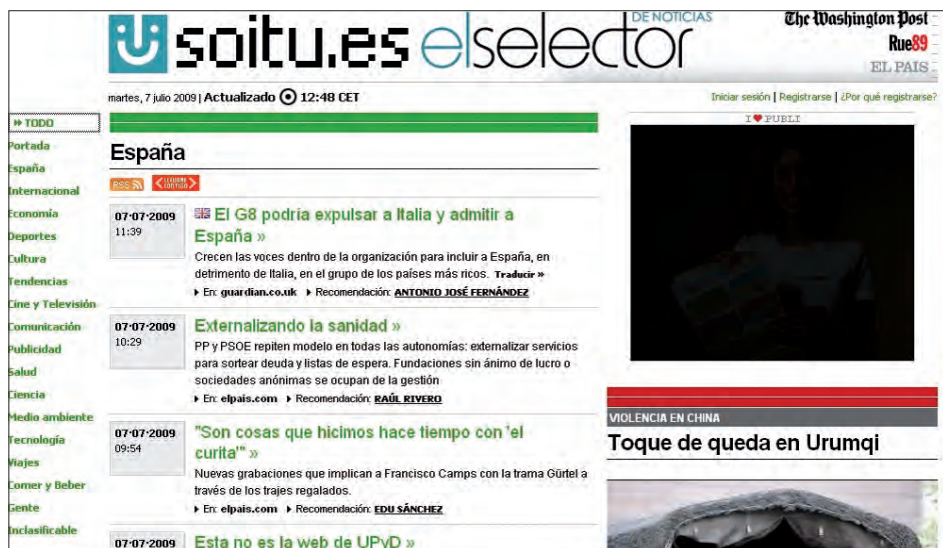 soitu.es elselector
DE NOTICIAS
The Washington Post
Rue89
EL PAIS
martes, 7 julio 2009 | Actualizado 12:48 CET
Iniciar sesión | Registrarse | ¿Por qué registrarse?
TODO
Portada
España
Internacional
Economía
Deportes
Cultura
Tendencias
Cine y Televisión
Comunicación
Publicidad
Salud
Ciencia
Medio ambiente
Tecnología
Viajes
Comer y Beber
Gente
Inclasificable
España
RSS
07·07·2009
11:39
El G8 podría expulsar a Italia y admitir a
España »
Crecen las voces dentro de la organización para incluir a España, en
detrimento de Italia, en el grupo de los países más ricos. Traducir »
En: guardian.co.uk Recomendación: ANTONIO JOSÉ FERNÁNDEZ
07·07·2009
10:29
Externalizando la sanidad »
PP y PSOE repiten modelo en todas las autonomías: externalizar servicios
para sortear deuda y listas de espera. Fundaciones sin ánimo de lucro o
sociedades anónimas se ocupan de la gestión
En: elpais.com Recomendación: RAÚL RIVERO
07·07·2009
09:54
"Son cosas que hicimos hace tiempo con 'el
curita'" »
Nuevas grabaciones que implican a Francisco Camps con la trama Gürtel a
través de los trajes regalados.
En: elpais.com Recomendación: EDU SÁNCHEZ
07·07·2009
Esta no es la web de UPyD »
I ♥ PUBLI
VIOLENCIA EN CHINA
Toque de queda en Urumqi